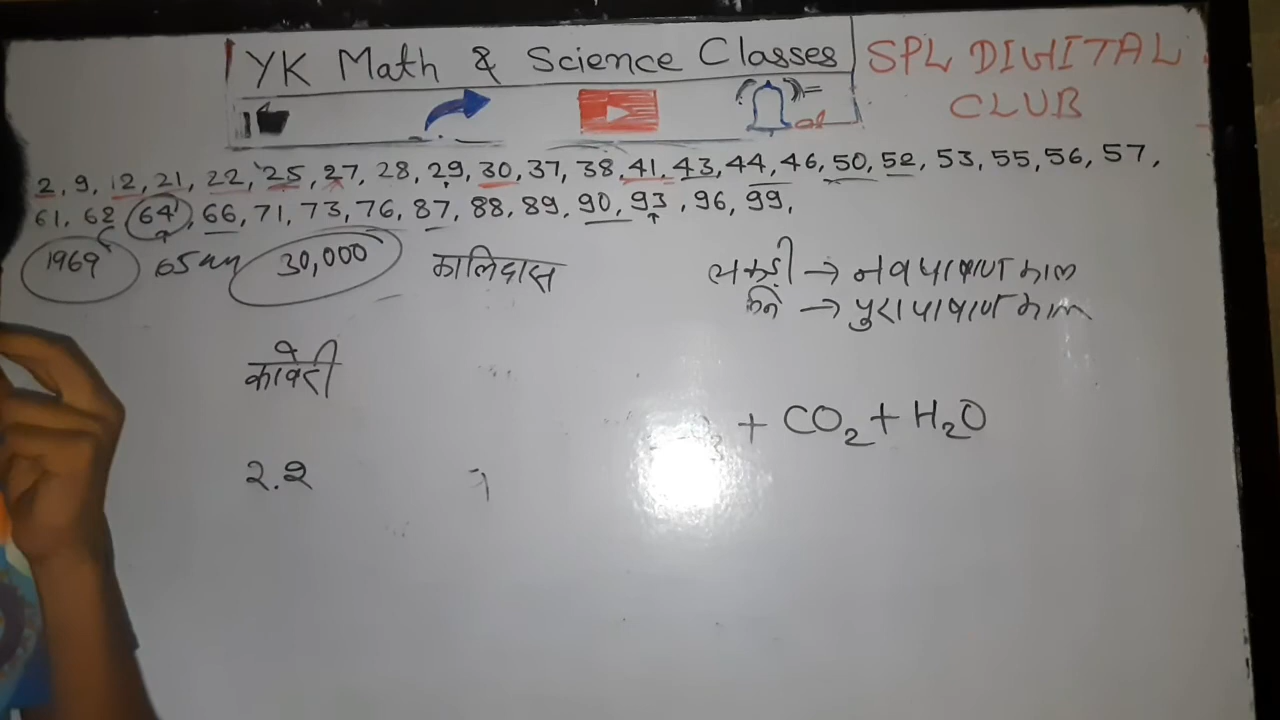 YK Math & Science Classes
SPL DIGITAL
CLUB
2, 9, 12, 21, 22, 25, 27, 28, 29, 30, 37, 38, 41, 43, 44, 46, 50, 52, 53, 55, 56, 57,
61, 62, 64, 66, 71, 73, 76, 87, 88, 89, 90, 93, 96, 99,
1969 65 30,000 कालिदास
लकड़ी → नवपाषाण काल
→ पुरापाषाण काल
कावेरी
+ CO₂ + H₂O
2.2